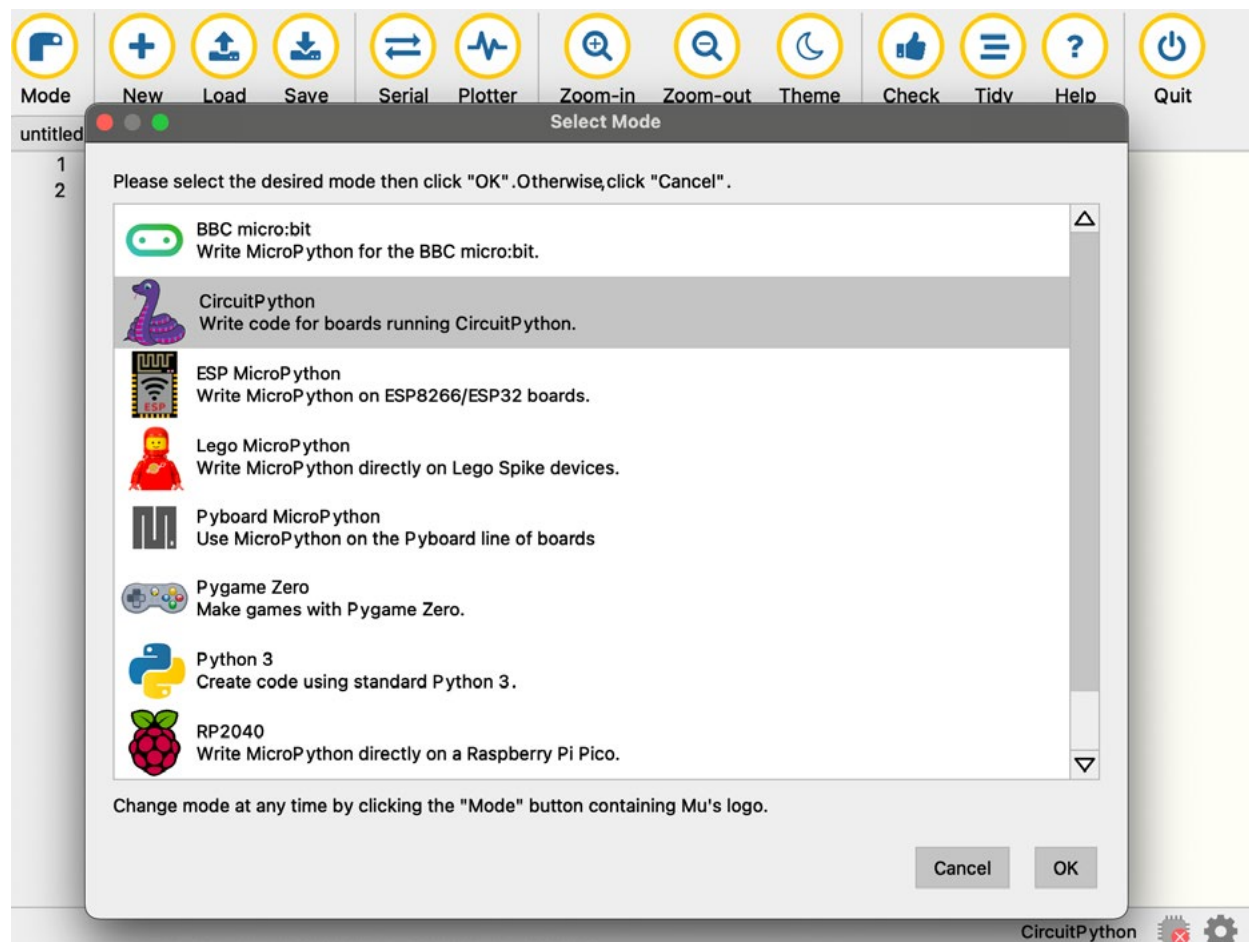 Mode New Load Save Serial Plotter Zoom-in Zoom-out Theme Check Tidy Help Quit
untitled
Select Mode
1
2
Please select the desired mode then click "OK".Otherwise,click "Cancel".
BBC micro:bit
Write MicroPython for the BBC micro:bit.
CircuitPython
Write code for boards running CircuitPython.
ESP
ESP MicroPython
Write MicroPython on ESP8266/ESP32 boards.
Lego MicroPython
Write MicroPython directly on Lego Spike devices.
Pyboard MicroPython
Use MicroPython on the Pyboard line of boards
Pygame Zero
Make games with Pygame Zero.
Python 3
Create code using standard Python 3.
RP2040
Write MicroPython directly on a Raspberry Pi Pico.
Change mode at any time by clicking the "Mode" button containing Mu's logo.
Cancel OK
CircuitPython